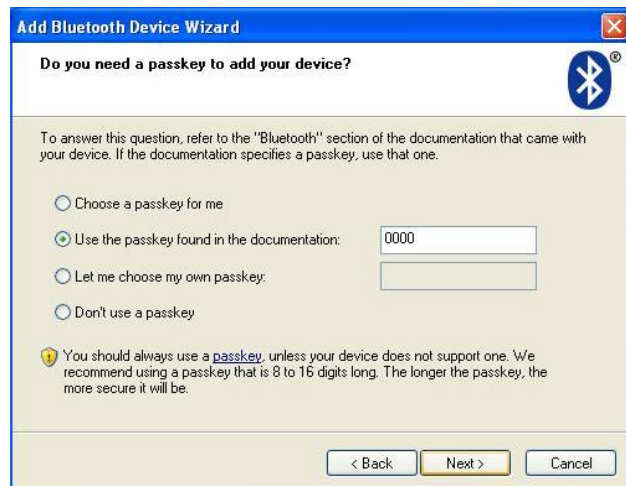 Add Bluetooth Device Wizard
Do you need a passkey to add your device?
®
To answer this question, refer to the "Bluetooth" section of the documentation that came with
your device. If the documentation specifies a passkey, use that one.
Choose a passkey for me
Use the passkey found in the documentation: 0000
Let me choose my own passkey:
Don't use a passkey
You should always use a passkey, unless your device does not support one. We
recommend using a passkey that is 8 to 16 digits long. The longer the passkey, the
more secure it will be.
< Back Next > Cancel